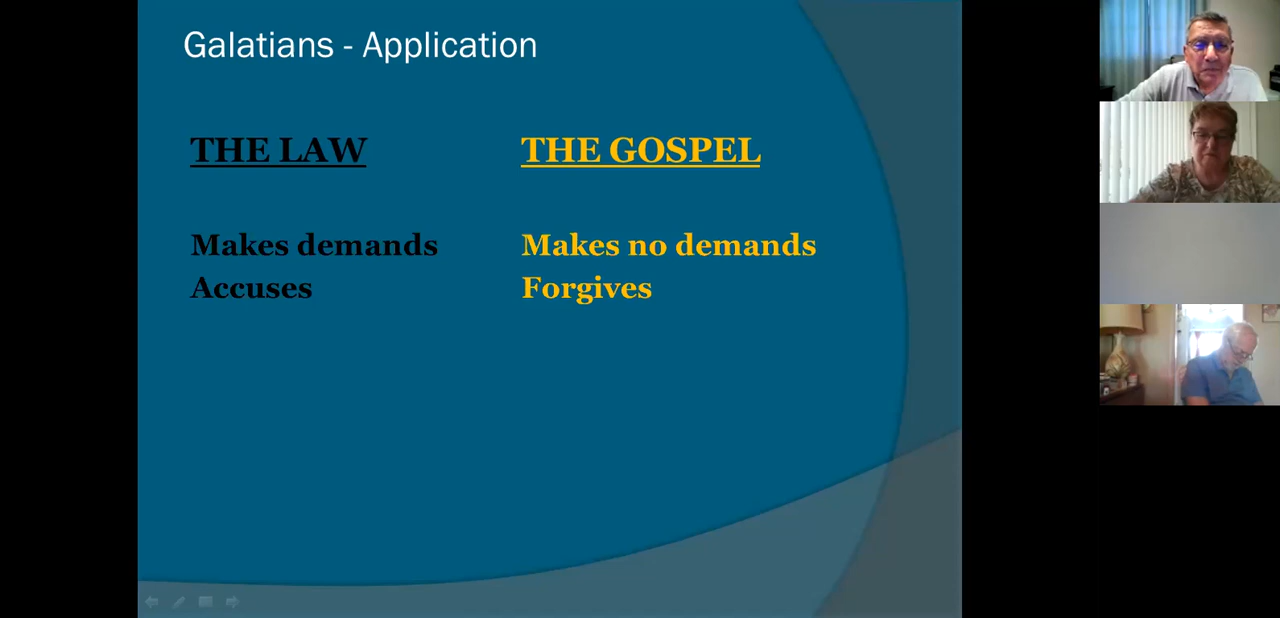 Galatians - Application
THE LAW
THE GOSPEL
Makes demands
Makes no demands
Accuses
Forgives